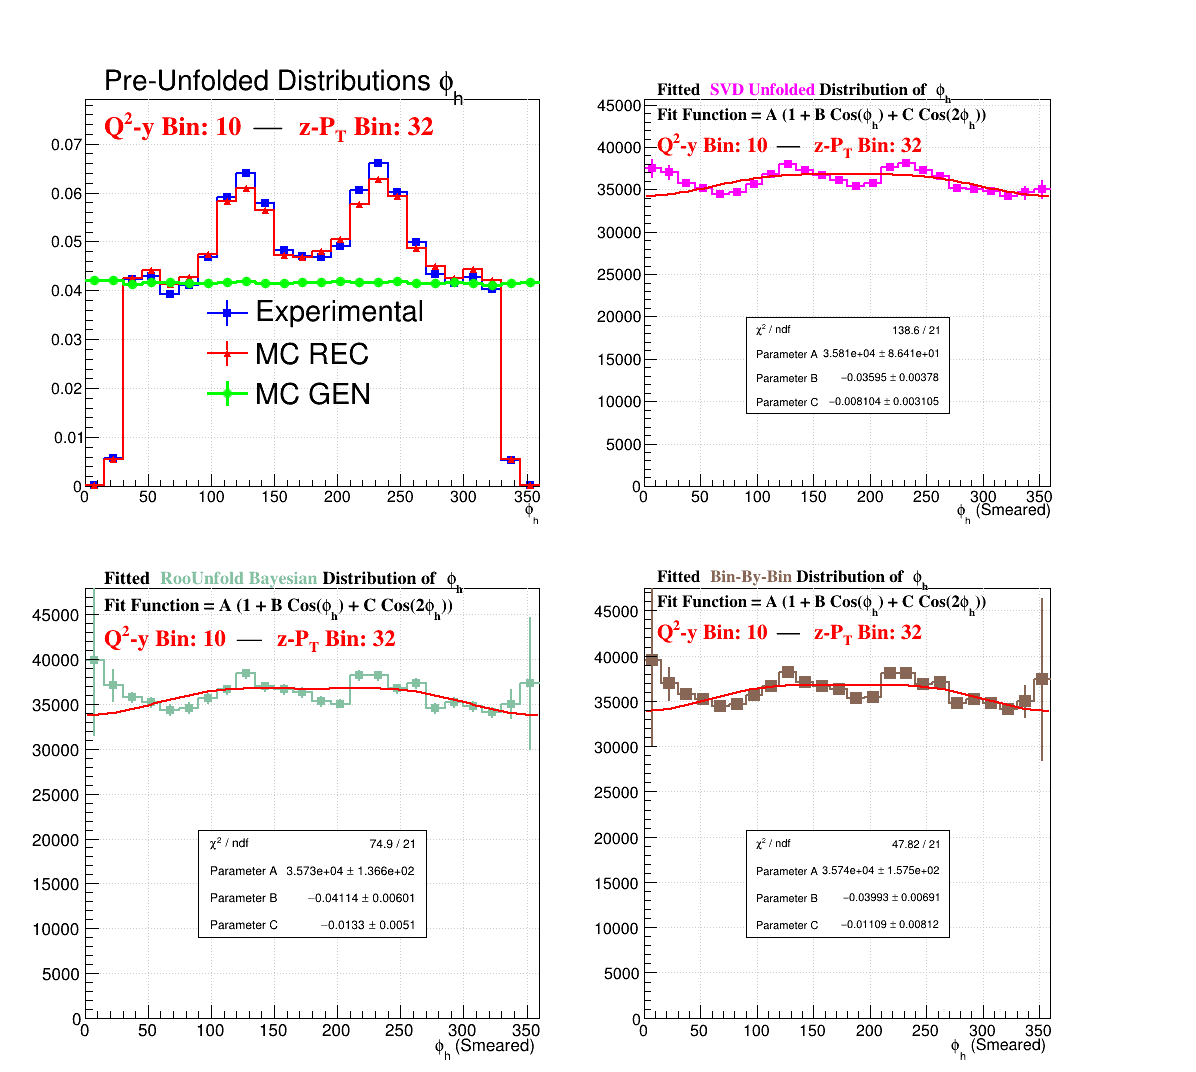 Pre-Unfolded Distributions ϕh
Q²-y Bin: 10 — z-PT Bin: 32
0.07
0.06
0.05
0.04
0.03
0.02
0.01
0
Experimental
MC REC
MC GEN
0 50 100 150 200 250 300 350
ϕh
Fitted SVD Unfolded Distribution of ϕh
Fit Function = A (1 + B Cos(ϕh) + C Cos(2ϕh))
Q²-y Bin: 10 — z-PT Bin: 32
45000
40000
35000
30000
25000
20000
15000
10000
5000
0
χ² / ndf 138.6 / 21
Parameter A 3.581e+04 ± 8.641e+01
Parameter B −0.03595 ± 0.00378
Parameter C −0.008104 ± 0.003105
0 50 100 150 200 250 300 350
ϕh (Smeared)
Fitted RooUnfold Bayesian Distribution of ϕh
Fit Function = A (1 + B Cos(ϕh) + C Cos(2ϕh))
Q²-y Bin: 10 — z-PT Bin: 32
45000
40000
35000
30000
25000
20000
15000
10000
5000
0
χ² / ndf 74.9 / 21
Parameter A 3.573e+04 ± 1.366e+02
Parameter B −0.04114 ± 0.00601
Parameter C −0.0133 ± 0.0051
0 50 100 150 200 250 300 350
ϕh (Smeared)
Fitted Bin-By-Bin Distribution of ϕh
Fit Function = A (1 + B Cos(ϕh) + C Cos(2ϕh))
Q²-y Bin: 10 — z-PT Bin: 32
45000
40000
35000
30000
25000
20000
15000
10000
5000
0
χ² / ndf 47.82 / 21
Parameter A 3.574e+04 ± 1.575e+02
Parameter B −0.03993 ± 0.00691
Parameter C −0.01109 ± 0.00812
0 50 100 150 200 250 300 350
ϕh (Smeared)